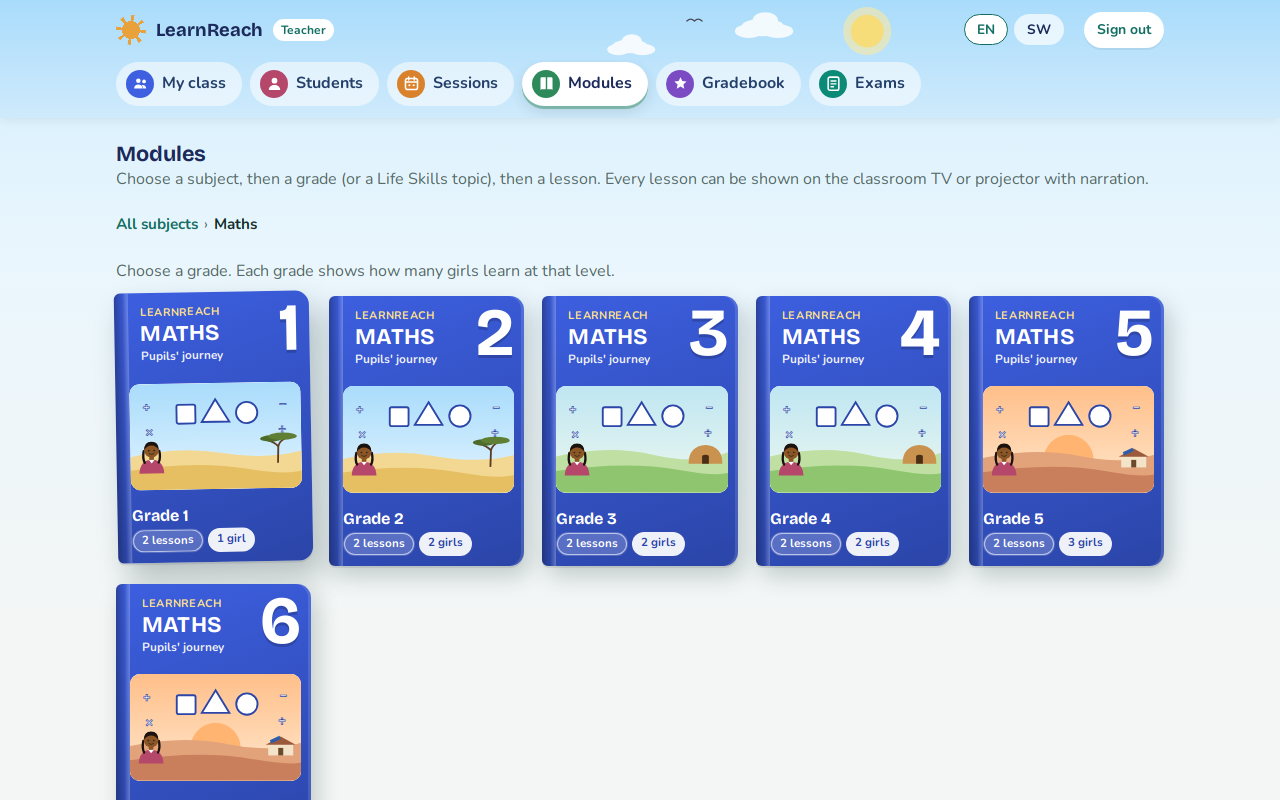 LearnReach Teacher EN SW Sign out
My class Students Sessions Modules Gradebook Exams
Modules
Choose a subject, then a grade (or a Life Skills topic), then a lesson. Every lesson can be shown on the classroom TV or projector with narration.
All subjects › Maths
Choose a grade. Each grade shows how many girls learn at that level.
LEARNREACH
MATHS
Pupils' journey
1
Grade 1
2 lessons 1 girl
LEARNREACH
MATHS
Pupils' journey
2
Grade 2
2 lessons 2 girls
LEARNREACH
MATHS
Pupils' journey
3
Grade 3
2 lessons 2 girls
LEARNREACH
MATHS
Pupils' journey
4
Grade 4
2 lessons 2 girls
LEARNREACH
MATHS
Pupils' journey
5
Grade 5
2 lessons 3 girls
LEARNREACH
MATHS
Pupils' journey
6